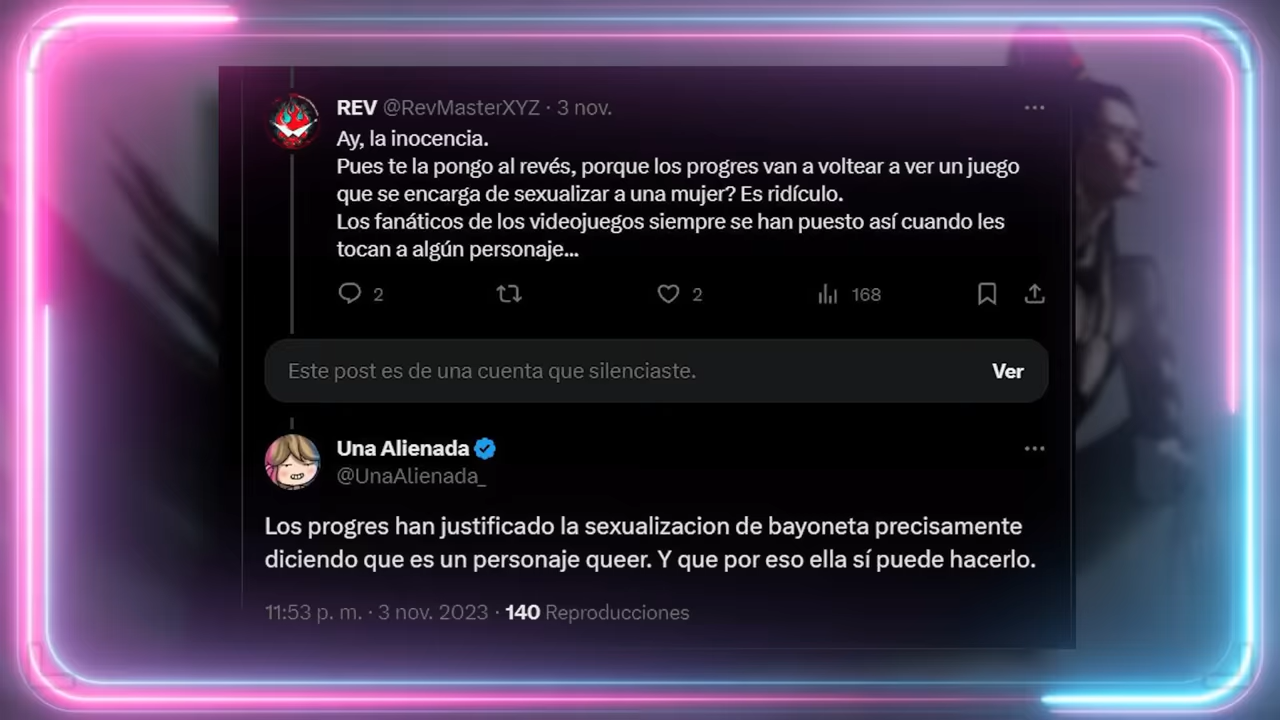 REV @RevMasterXYZ · 3 nov.
Ay, la inocencia.
Pues te la pongo al revés, porque los progres van a voltear a ver un juego
que se encarga de sexualizar a una mujer? Es ridículo.
Los fanáticos de los videojuegos siempre se han puesto así cuando les
tocan a algún personaje...
2 2 168
Este post es de una cuenta que silenciaste. Ver
Una Alienada
@UnaAlienada_
Los progres han justificado la sexualizacion de bayoneta precisamente
diciendo que es un personaje queer. Y que por eso ella sí puede hacerlo.
11:53 p. m. · 3 nov. 2023 · 140 Reproducciones